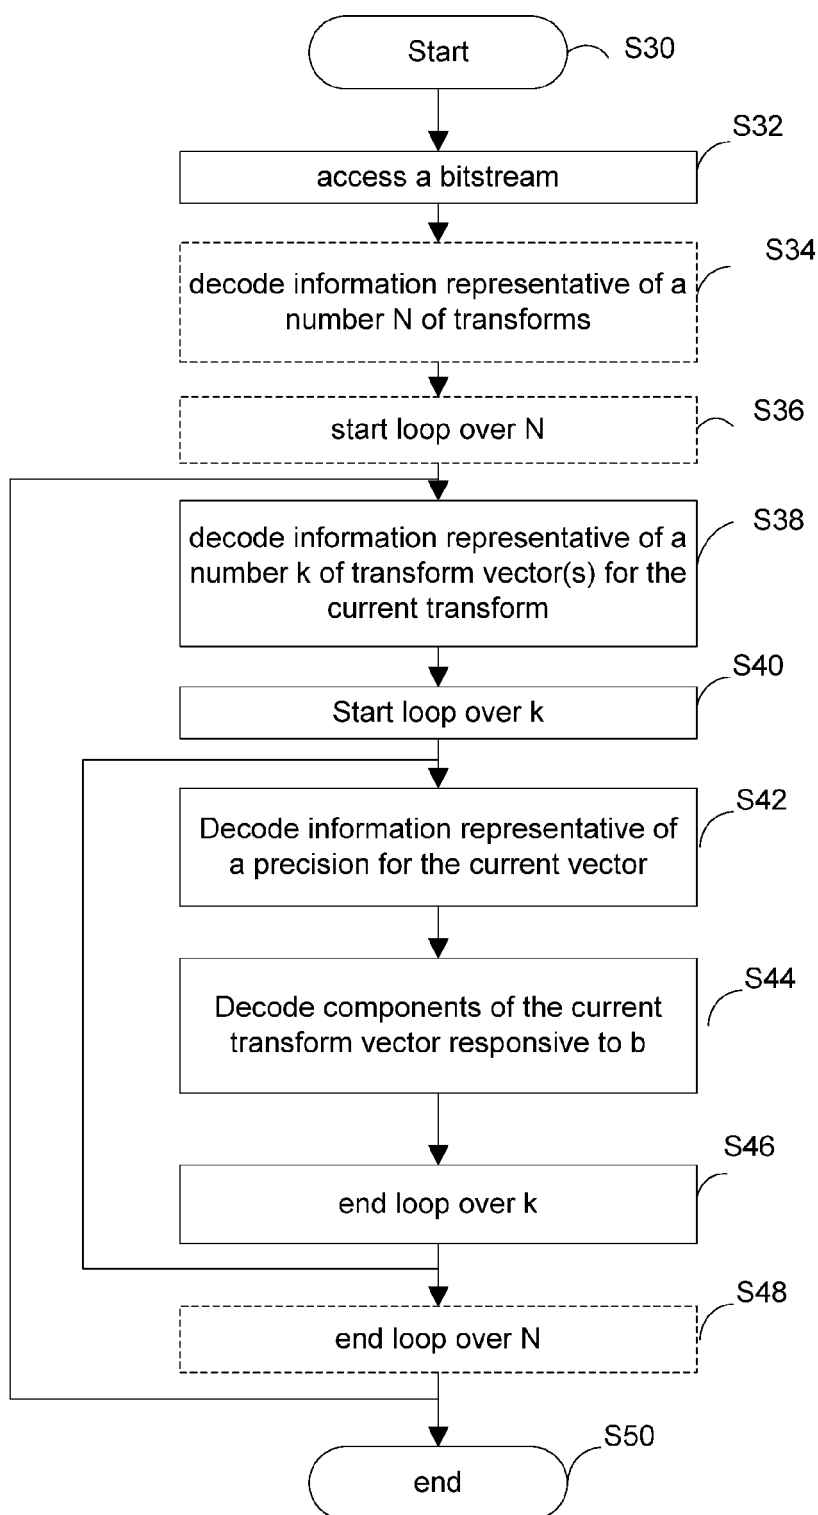 Start
S30
S32
access a bitstream
S34
decode information representative of a
number N of transforms
S36
start loop over N
S38
decode information representative of a
number k of transform vector(s) for the
current transform
S40
Start loop over k
S42
Decode information representative of
a precision for the current vector
S44
Decode components of the current
transform vector responsive to b
S46
end loop over k
S48
end loop over N
S50
end